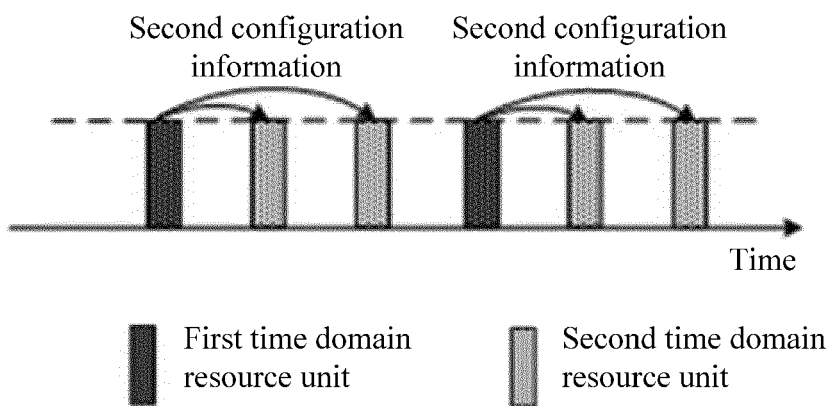 Second configuration
information
Second configuration
information
Time
First time domain
resource unit
Second time domain
resource unit